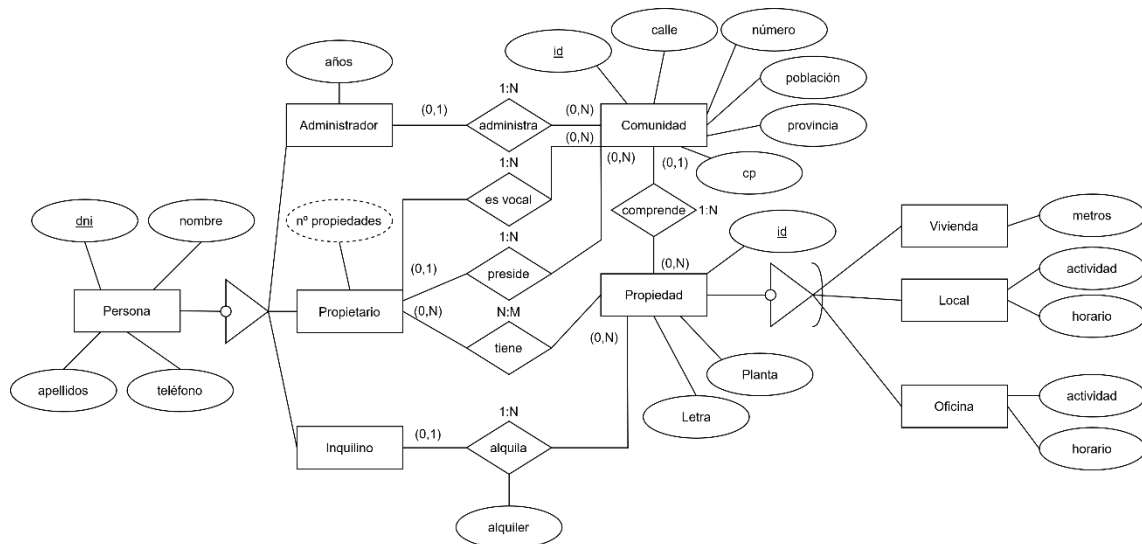 calle
número
id
años
población
1:N
(0,1)
(0,N)
Administrador
administra
Comunidad
provincia
(0,N)
1:N
(0,N)
(0,1)
cp
es vocal
dni
nombre
nº propiedades
comprende
1:N
id
Vivienda
metros
1:N
(0,1)
preside
(0,N)
actividad
Persona
Propietario
Propiedad
Local
(0,N)
N:M
horario
tiene
(0,N)
apellidos
teléfono
Planta
actividad
Letra
Oficina
1:N
horario
Inquilino
(0,1)
alquila
alquiler